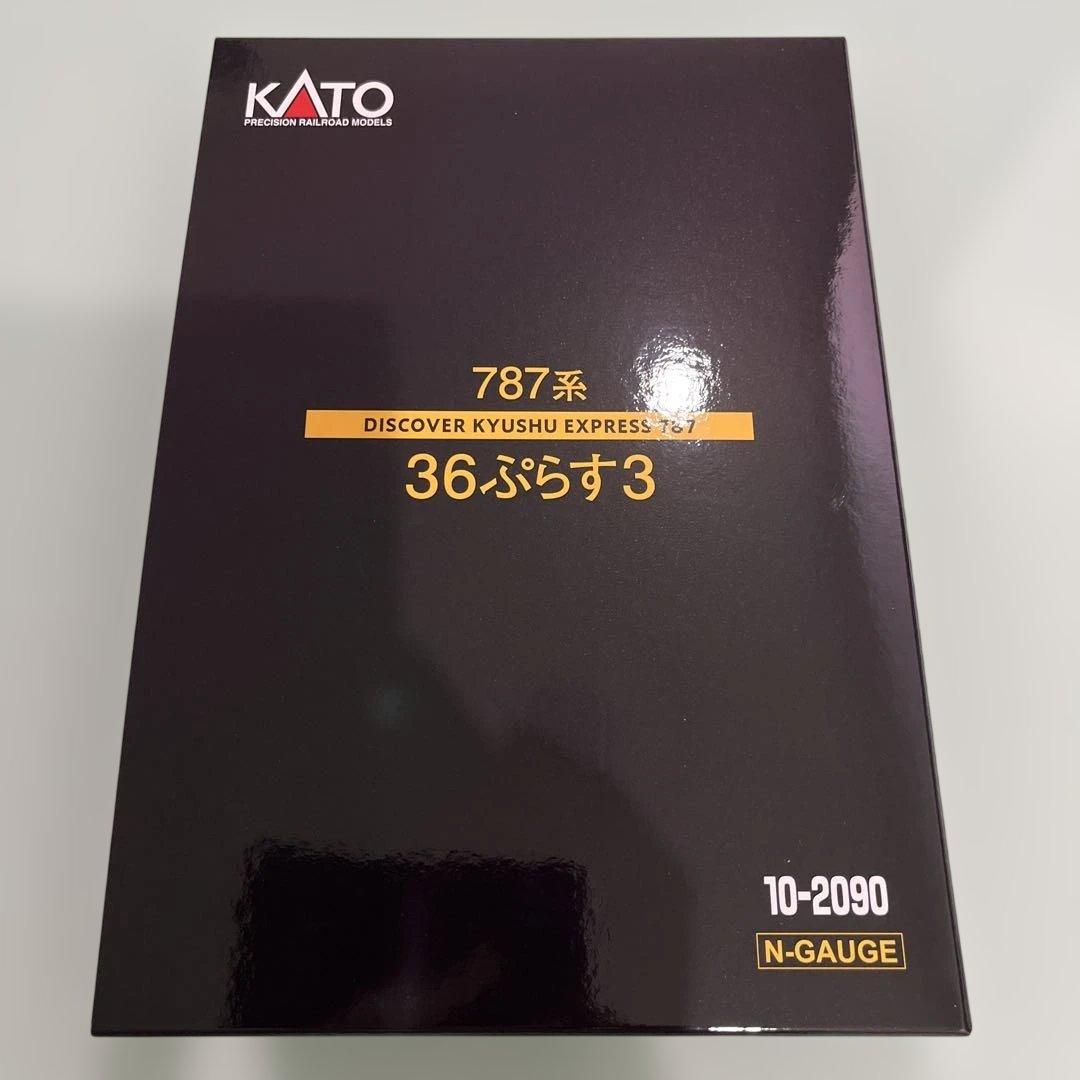 KATO
PRECISION RAILROAD MODELS
787系
DISCOVER KYUSHU EXPRESS 787
36ぷらす3
10-2090
N-GAUGE